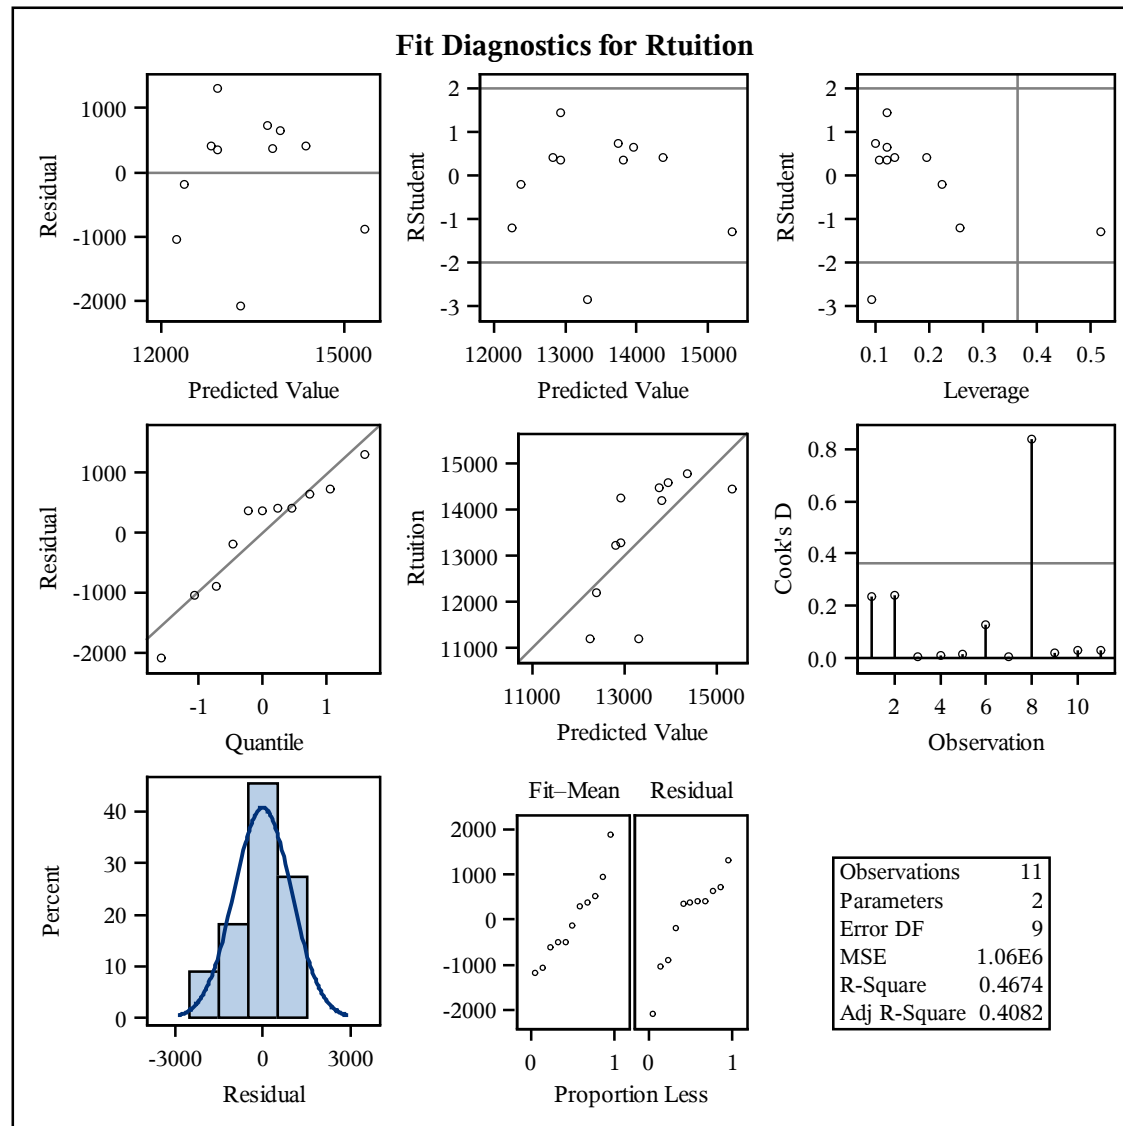 Fit Diagnostics for Rtuition
1000
0
-1000
-2000
Residual
12000 15000
Predicted Value
2
1
0
-1
-2
-3
RStudent
12000 13000 14000 15000
Predicted Value
2
1
0
-1
-2
-3
RStudent
0.1 0.2 0.3 0.4 0.5
Leverage
1000
0
-1000
-2000
Residual
-1 0 1
Quantile
15000
14000
13000
12000
11000
Rtuition
11000 13000 15000
Predicted Value
0.8
0.6
0.4
0.2
0.0
Cook's D
2 4 6 8 10
Observation
40
30
20
10
0
Percent
-3000 0 3000
Residual
Fit–Mean Residual
2000
1000
0
-1000
-2000
0 1 0 1
Proportion Less
Observations 11
Parameters 2
Error DF 9
MSE 1.06E6
R-Square 0.4674
Adj R-Square 0.4082